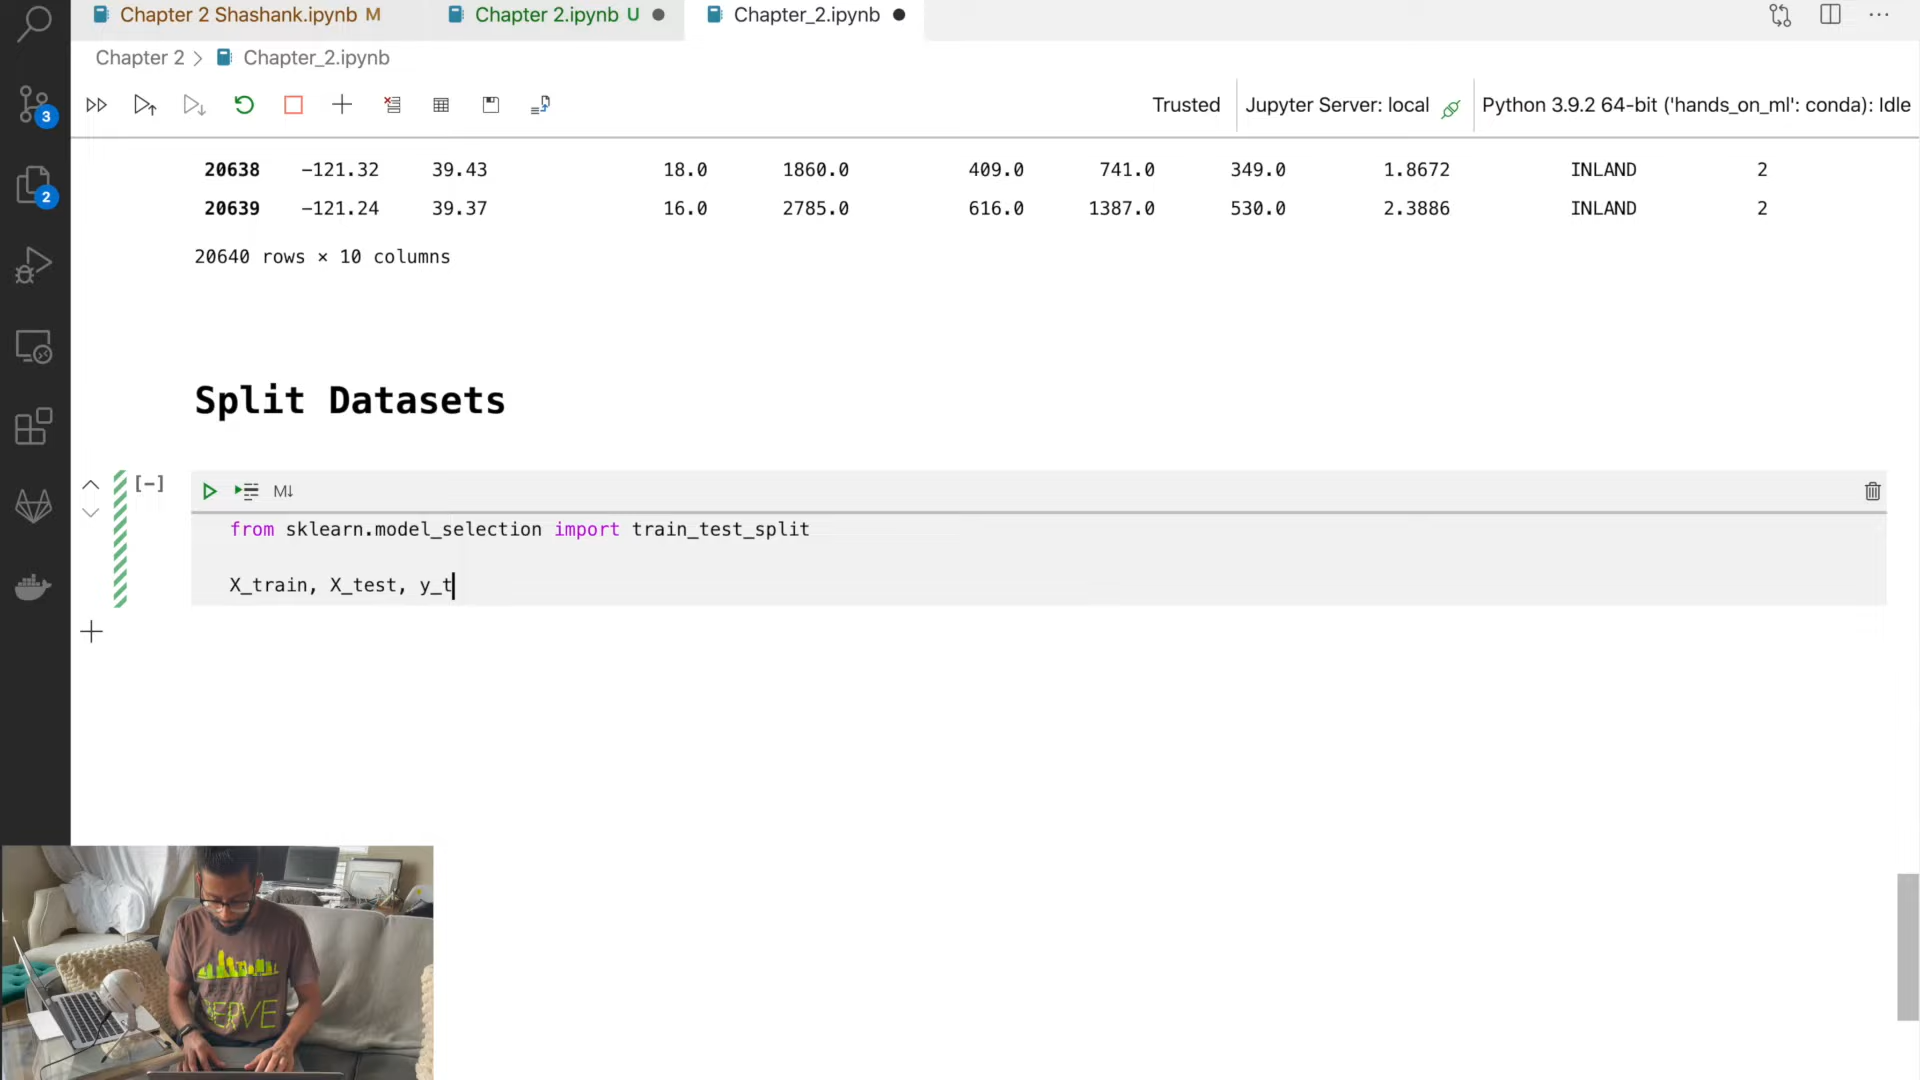 Chapter 2 Shashank.ipynb M
Chapter 2.ipynb U
Chapter_2.ipynb
Chapter 2 > Chapter_2.ipynb
Trusted
Jupyter Server: local
Python 3.9.2 64-bit ('hands_on_ml': conda): Idle
3
2
20638 −121.32 39.43 18.0 1860.0 409.0 741.0 349.0 1.8672 INLAND 2
20639 −121.24 39.37 16.0 2785.0 616.0 1387.0 530.0 2.3886 INLAND 2
20640 rows × 10 columns
Split Datasets
[-]
M↓
from sklearn.model_selection import train_test_split
X_train, X_test, y_t
SERVE